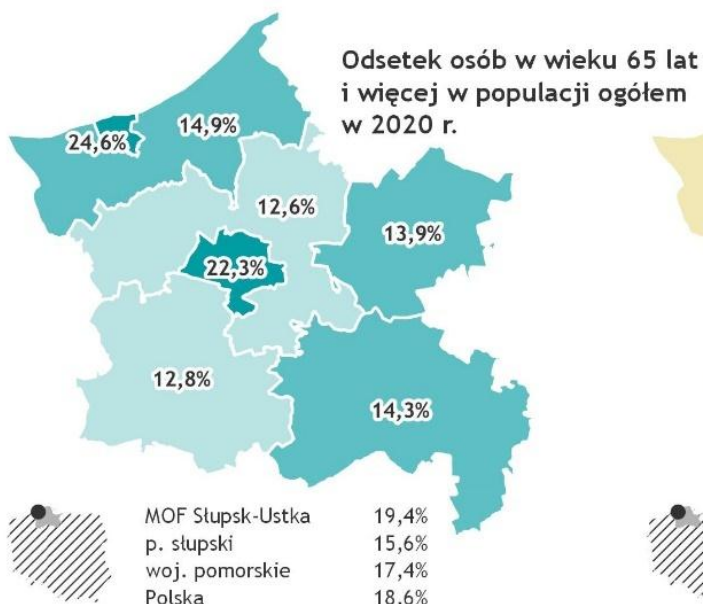 Odsetek osób w wieku 65 lat
i więcej w populacji ogółem
w 2020 r.
24,6%
14,9%
12,6%
13,9%
22,3%
12,8%
14,3%
MOF Słupsk-Ustka 19,4%
p. słupski 15,6%
woj. pomorskie 17,4%
Polska 18,6%